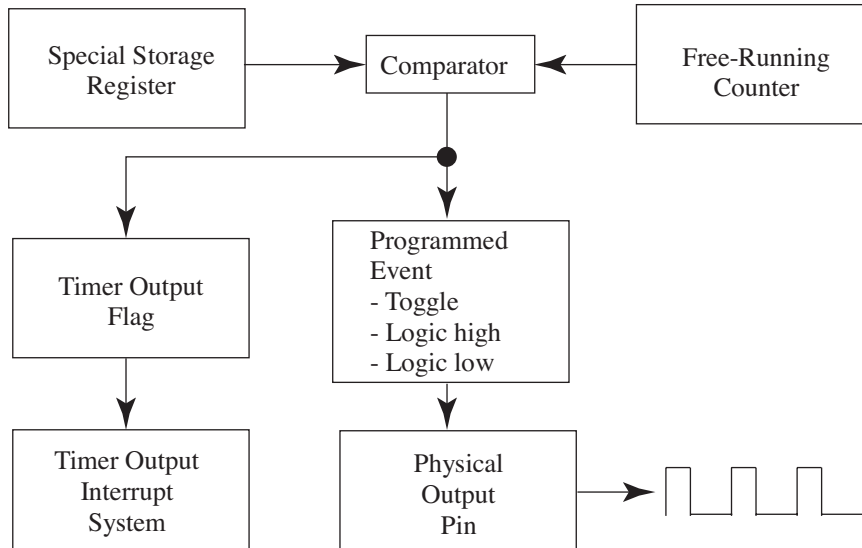 Special Storage
Register
Comparator
Free-Running
Counter
Timer Output
Flag
Programmed
Event
- Toggle
- Logic high
- Logic low
Timer Output
Interrupt
System
Physical
Output
Pin